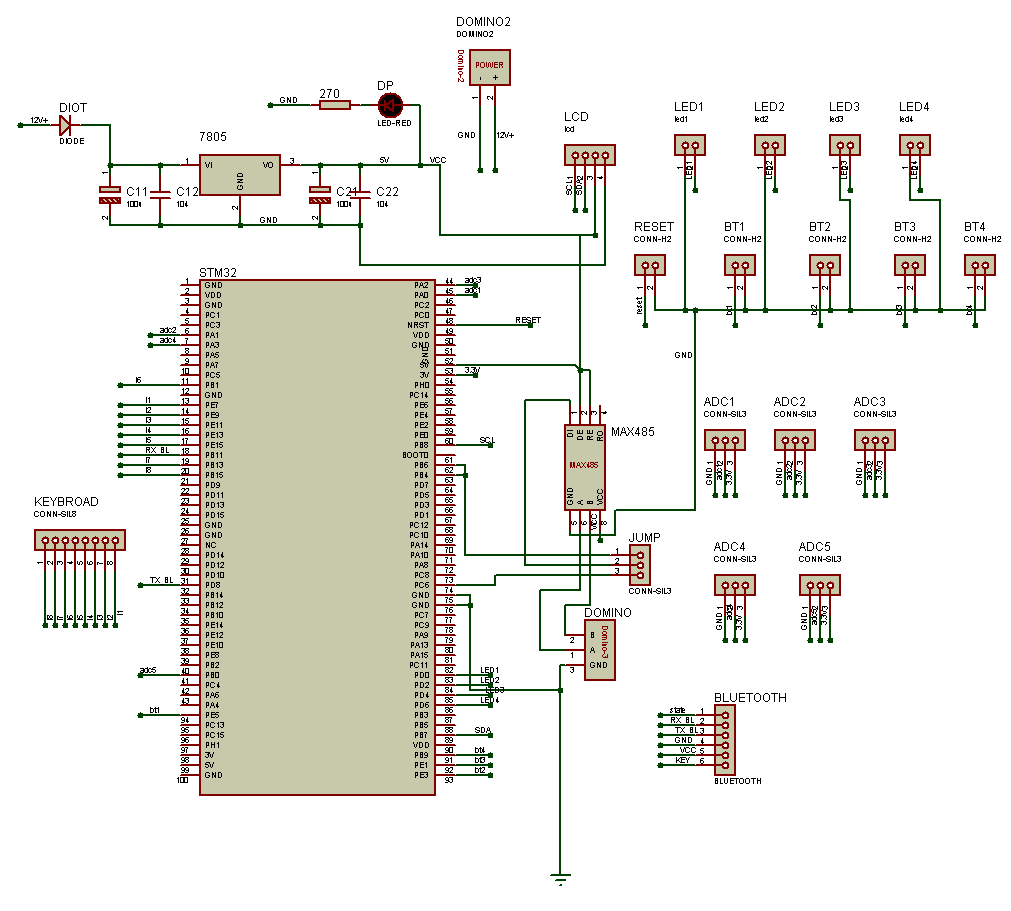 DOMINO2
DOMINO2
Domino-2
POWER
- +
1 2
GND 12V+
DIOT
12V+
DIODE
GND
270
DP
LED-RED
7805
1 VI VO 3
GND
2
5V VCC
C11
100u
C12
104
C21
100u
C22
104
GND
LCD
lcd
SCL1 SDA2 3 4
LED1
led1
LED1
LED2
led2
LED2
LED3
led3
LED3
LED4
led4
LED4
RESET
CONN-H2
reset 2
BT1
CONN-H2
bt1 2
BT2
CONN-H2
bt2 2
BT3
CONN-H2
bt3 2
BT4
CONN-H2
bt4 2
GND
STM32
1 GND
2 VDD
3 GND
4 PC1
5 PC3
adc2 6 PA1
adc4 7 PA3
8 PA5
9 PA7
10 PC5
I6 11 PB1
12 GND
I1 13 PE7
I2 14 PE9
I3 15 PE11
I4 16 PE13
I5 17 PE15
RX BL 18 PB11
I7 19 PB13
I8 20 PB15
21 PD9
22 PD11
23 PD13
24 PD15
25 GND
26 GND
27 NC
28 PD14
29 PD12
30 PD10
TX BL 31 PD8
32 PB14
33 PB12
34 PB10
35 PE14
36 PE12
37 PE10
38 PE8
39 PB2
adc5 40 PB0
41 PC4
42 PA6
43 PA4
bt1 PE5
94 PC13
95 PC15
96 PH1
97 3V
98 5V
99 GND
100
PA2 44 adc3
PA0 45 adc1
PC2 46
PC0 47
NRST 48 RESET
VDD 49
GND 50
51
5V 52
3V 53 3.3V
PH0 54
PC14 55
PE6 56
PE4 57
PE2 58
PE0 59
PB8 60 SCL
BOOT0
PB6 61
PB4 62
PD7 63
PD5 64
PD3 65
PD1 66
PC12 67
PC10 68
PA14 69
PA10 70
PA8 71
PC8 72
PC6 73
GND 74
GND 75
PC7 76
PC9 77
PA9 78
PA13 79
PA15 80
PC11 81
PD0 82 LED1
PD2 83 LED2
PD4 84 LED3
PD6 85 LED4
PB3 86
PB5 87
PB7 88 SDA
VDD 89
PB9 90 bt4
PE1 91 bt3
PE3 92 bt2
93
KEYBROAD
CONN-SIL8
1 2 3 4 5 6 7 8
I8 I7 I6 I5 I4 I3 I2 I1
MAX485
1 2 3 4
DI DE RE RO
MAX485
GND A B VCC
5 6 VCC 8
JUMP
1
2
3
CONN-SIL3
DOMINO
2 B
1 A
3 GND
Domino-3
ADC1
CONN-SIL3
GND 1 adc12 3.3V 3
ADC2
CONN-SIL3
GND 1 adc22 3.3V 3
ADC3
CONN-SIL3
GND 1 adc32 3.3V3
ADC4
CONN-SIL3
GND 1 adc4 3.3V 3
ADC5
CONN-SIL3
GND 1 adc52 3.3V3
BLUETOOTH
state 1
RX BL 2
TX BL 3
GND 4
VCC 5
KEY 6
BLUETOOTH